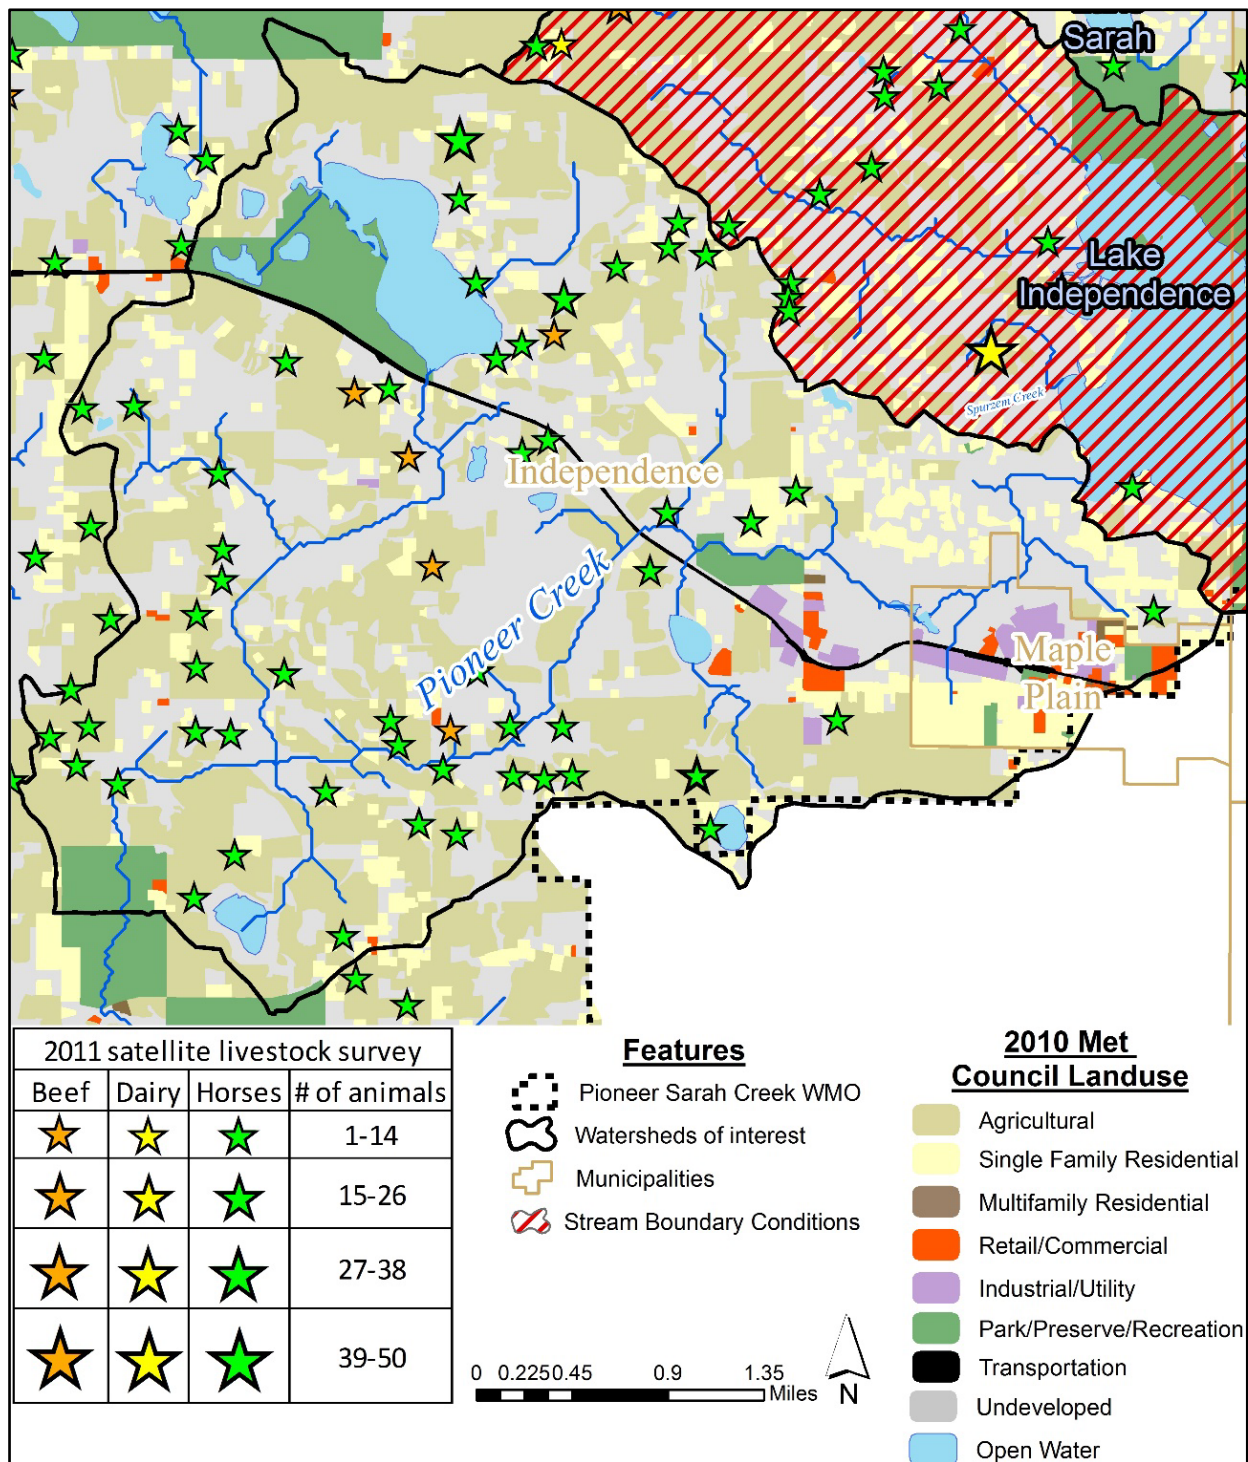 Sarah
Lake
Independence
Spurzem Creek
Independence
Pioneer Creek
Maple
Plain
2011 satellite livestock survey
Beef Dairy Horses # of animals
1-14
15-26
27-38
39-50
Features
Pioneer Sarah Creek WMO
Watersheds of interest
Municipalities
Stream Boundary Conditions
0 0.225 0.45 0.9 1.35
Miles
N
2010 Met
Council Landuse
Agricultural
Single Family Residential
Multifamily Residential
Retail/Commercial
Industrial/Utility
Park/Preserve/Recreation
Transportation
Undeveloped
Open Water